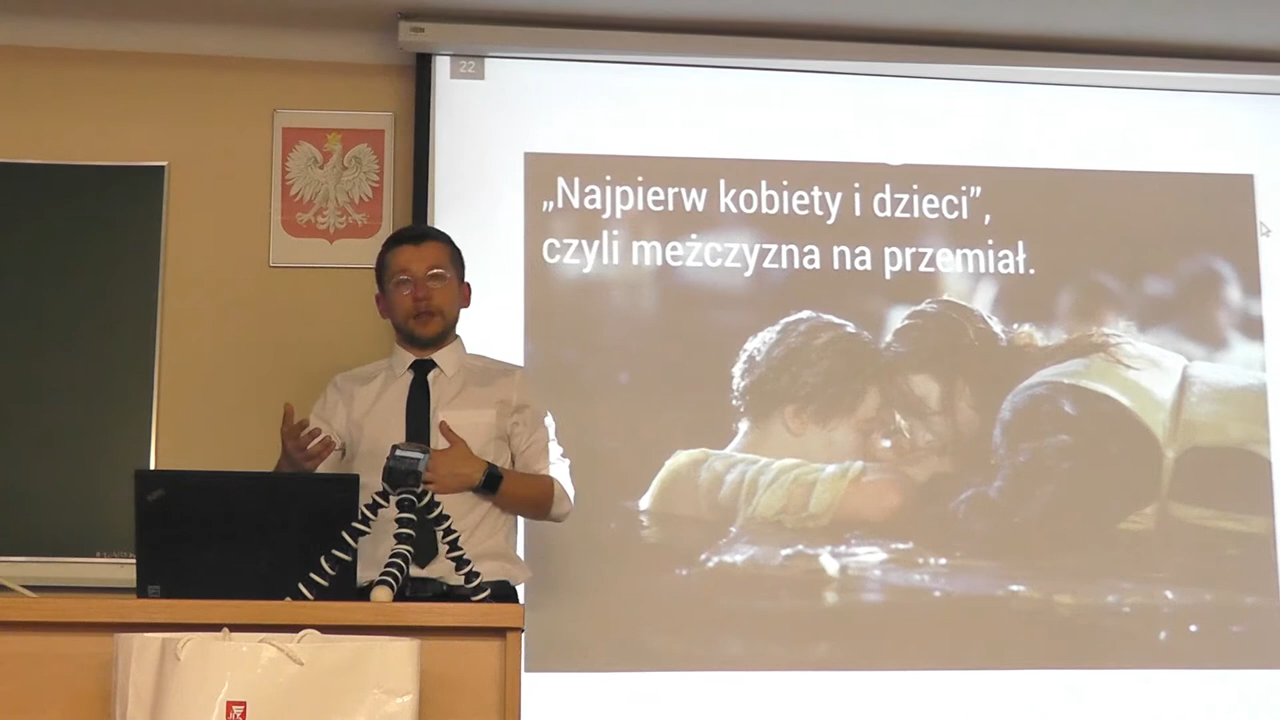 22
„Najpierw kobiety i dzieci”,
czyli meżczyzna na przemiał.